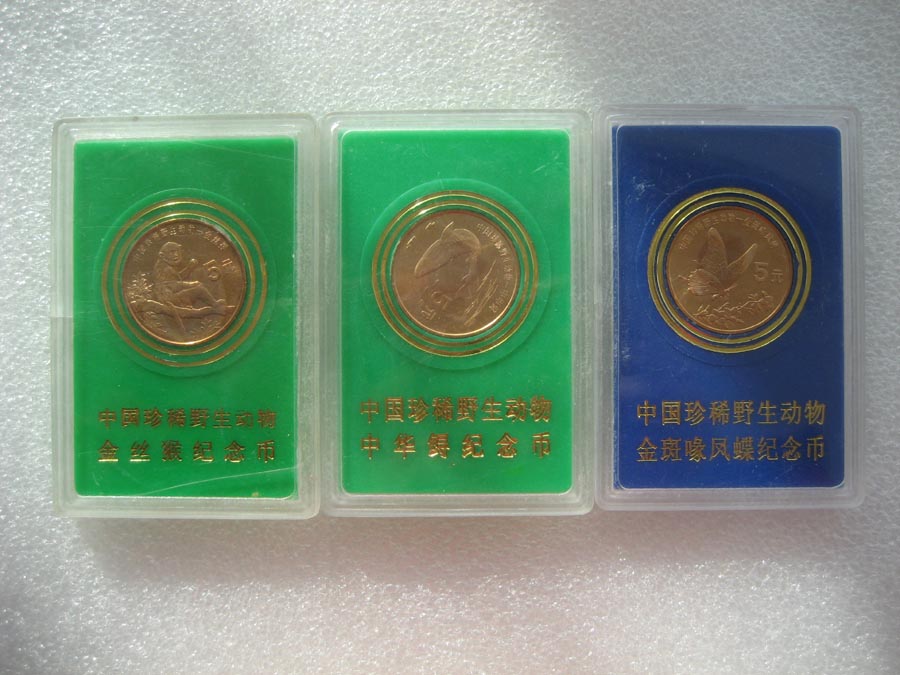 5
中国珍稀野生动物
金丝猴纪念币
中国珍稀野生动物
中华鲟纪念币
5元
中国珍稀野生动物
金斑喙凤蝶纪念币